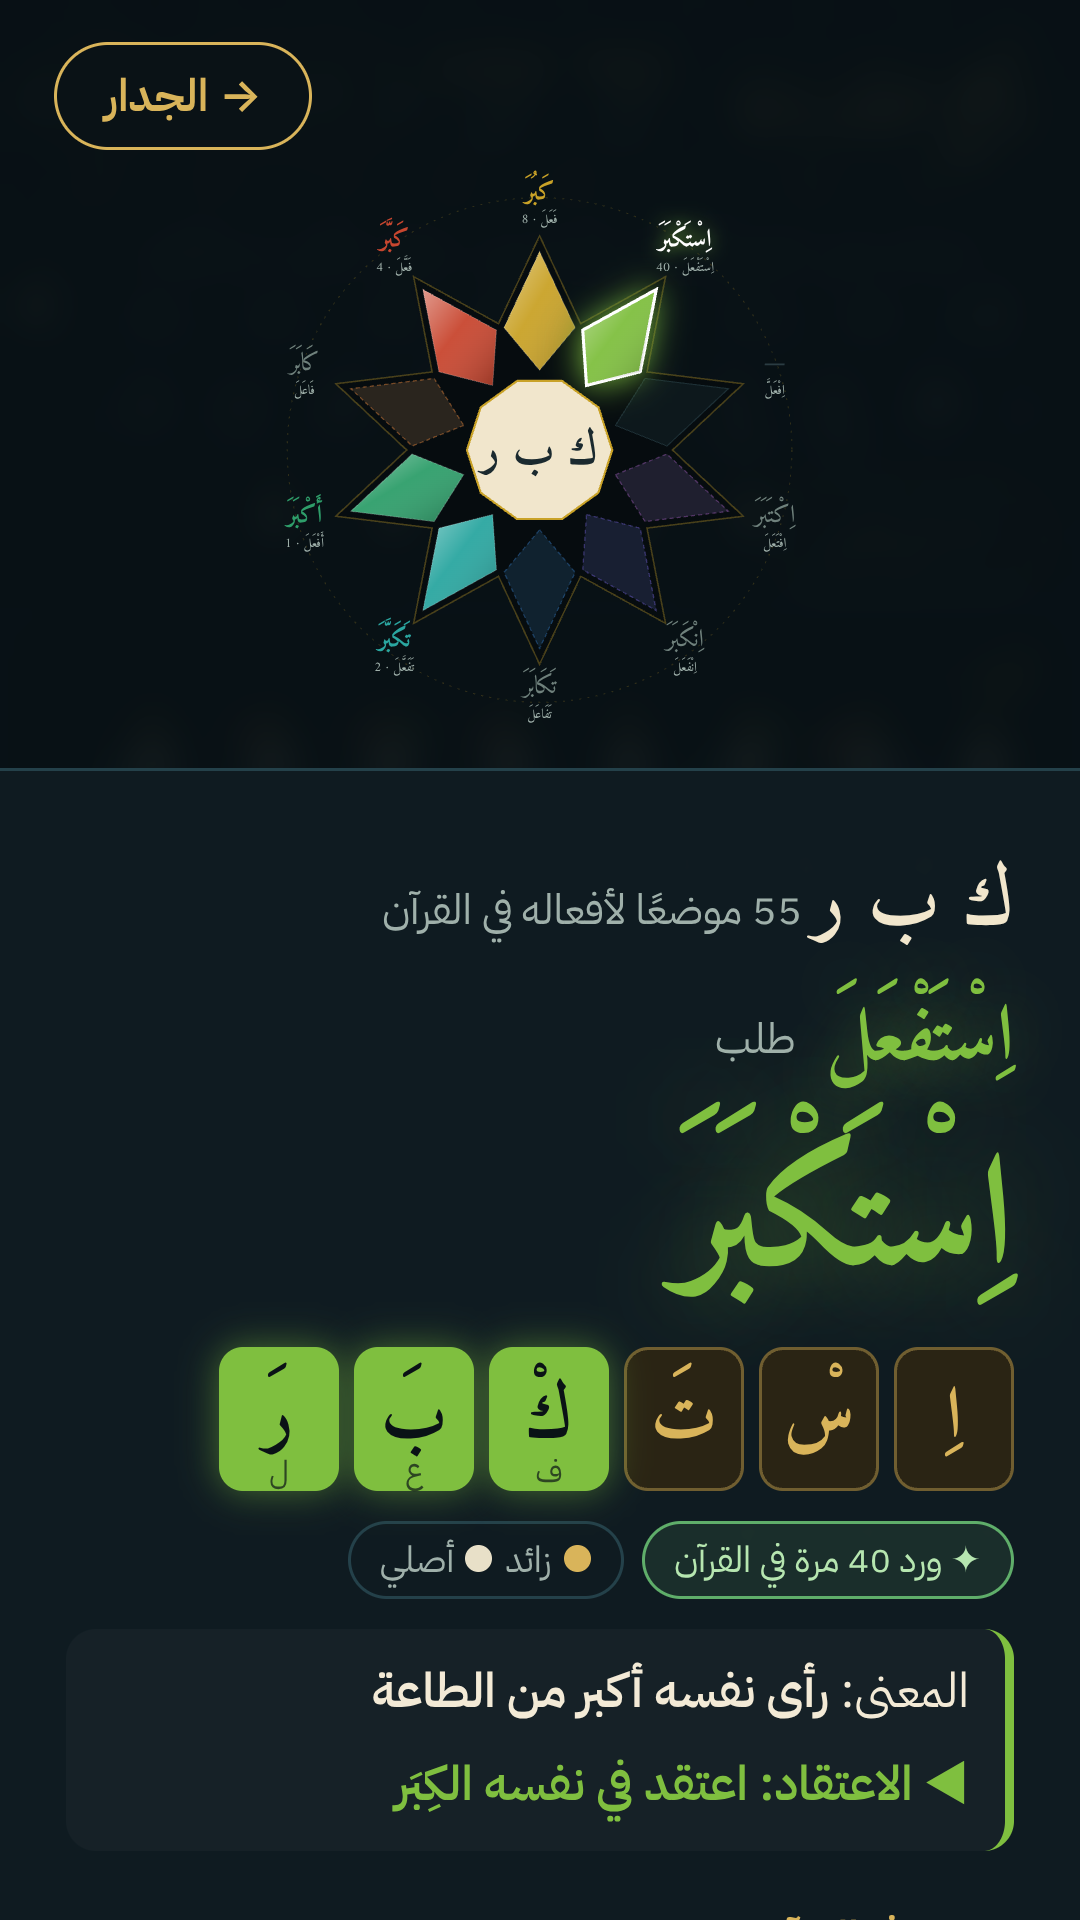 → الجدار
كَبُرَ
فَعَلَ · 8
كَبَّرَ
فَعَّلَ · 4
اِسْتَكْبَرَ
اِسْتَفْعَلَ · 40
كَابَرَ
فَاعَلَ
—
اِفْعَلَّ
ك ب ر
أَكْبَرَ
أَفْعَلَ · 1
اِكْتَبَرَ
اِفْتَعَلَ
تَكَبَّرَ
تَفَعَّلَ · 2
اِنْكَبَرَ
اِنْفَعَلَ
تَكَابَرَ
تَفَاعَلَ
ك ب ر 55 موضعًا لأفعاله في القرآن
اِسْتَفْعَلَ طلب
اِسْتَكْبَرَ
اِ سْ تَ كْ بَ رَ
ف ع ل
✦ ورد 40 مرة في القرآن
زائد أصلي
المعنى: رأى نفسه أكبر من الطاعة
◀ الاعتقاد: اعتقد في نفسه الكِبَر